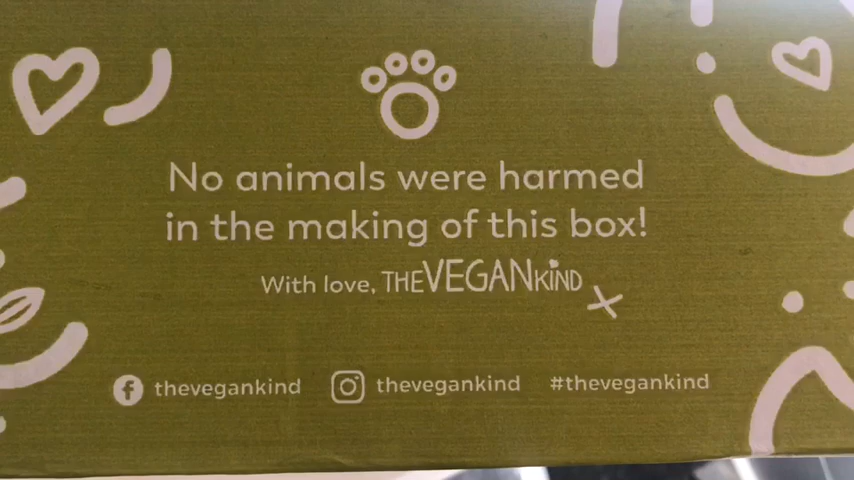 No animals were harmed
in the making of this box!
With love, THEVEGANKIND x
thevegankind thevegankind #thevegankind